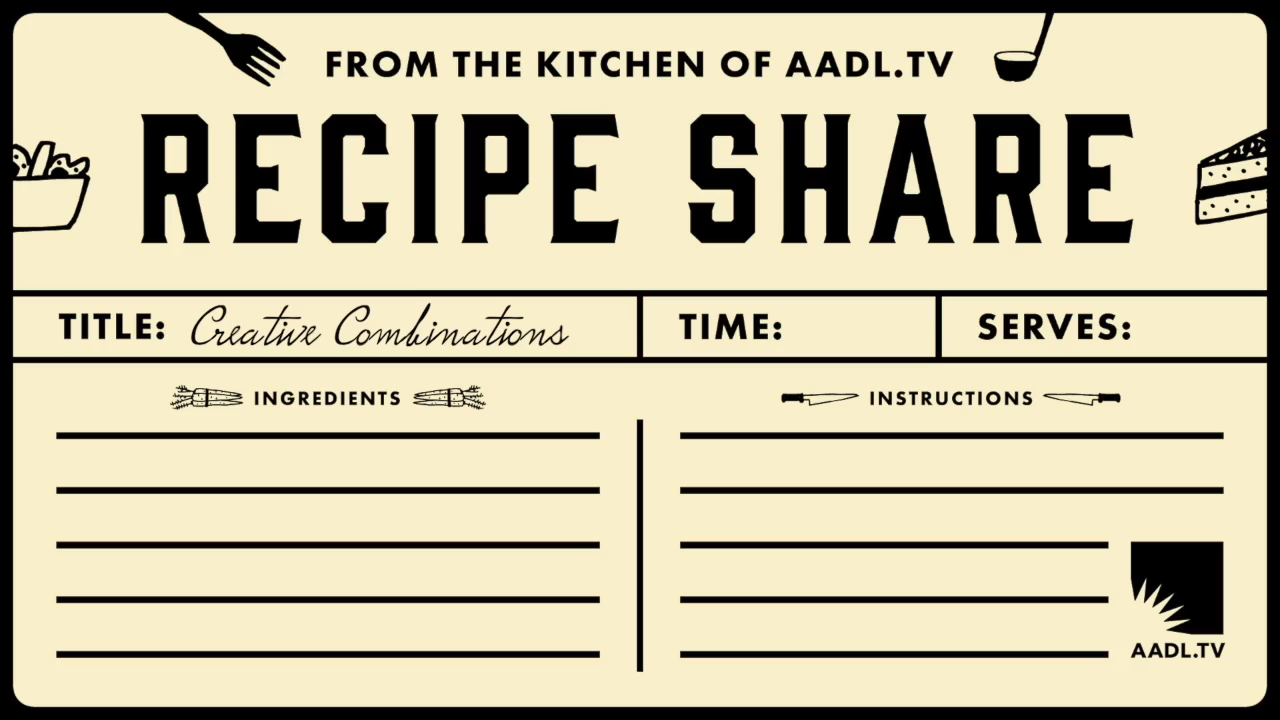 FROM THE KITCHEN OF AADL.TV
RECIPE SHARE
TITLE: Creative Combinations
TIME:
SERVES:
INGREDIENTS
INSTRUCTIONS
AADL.TV